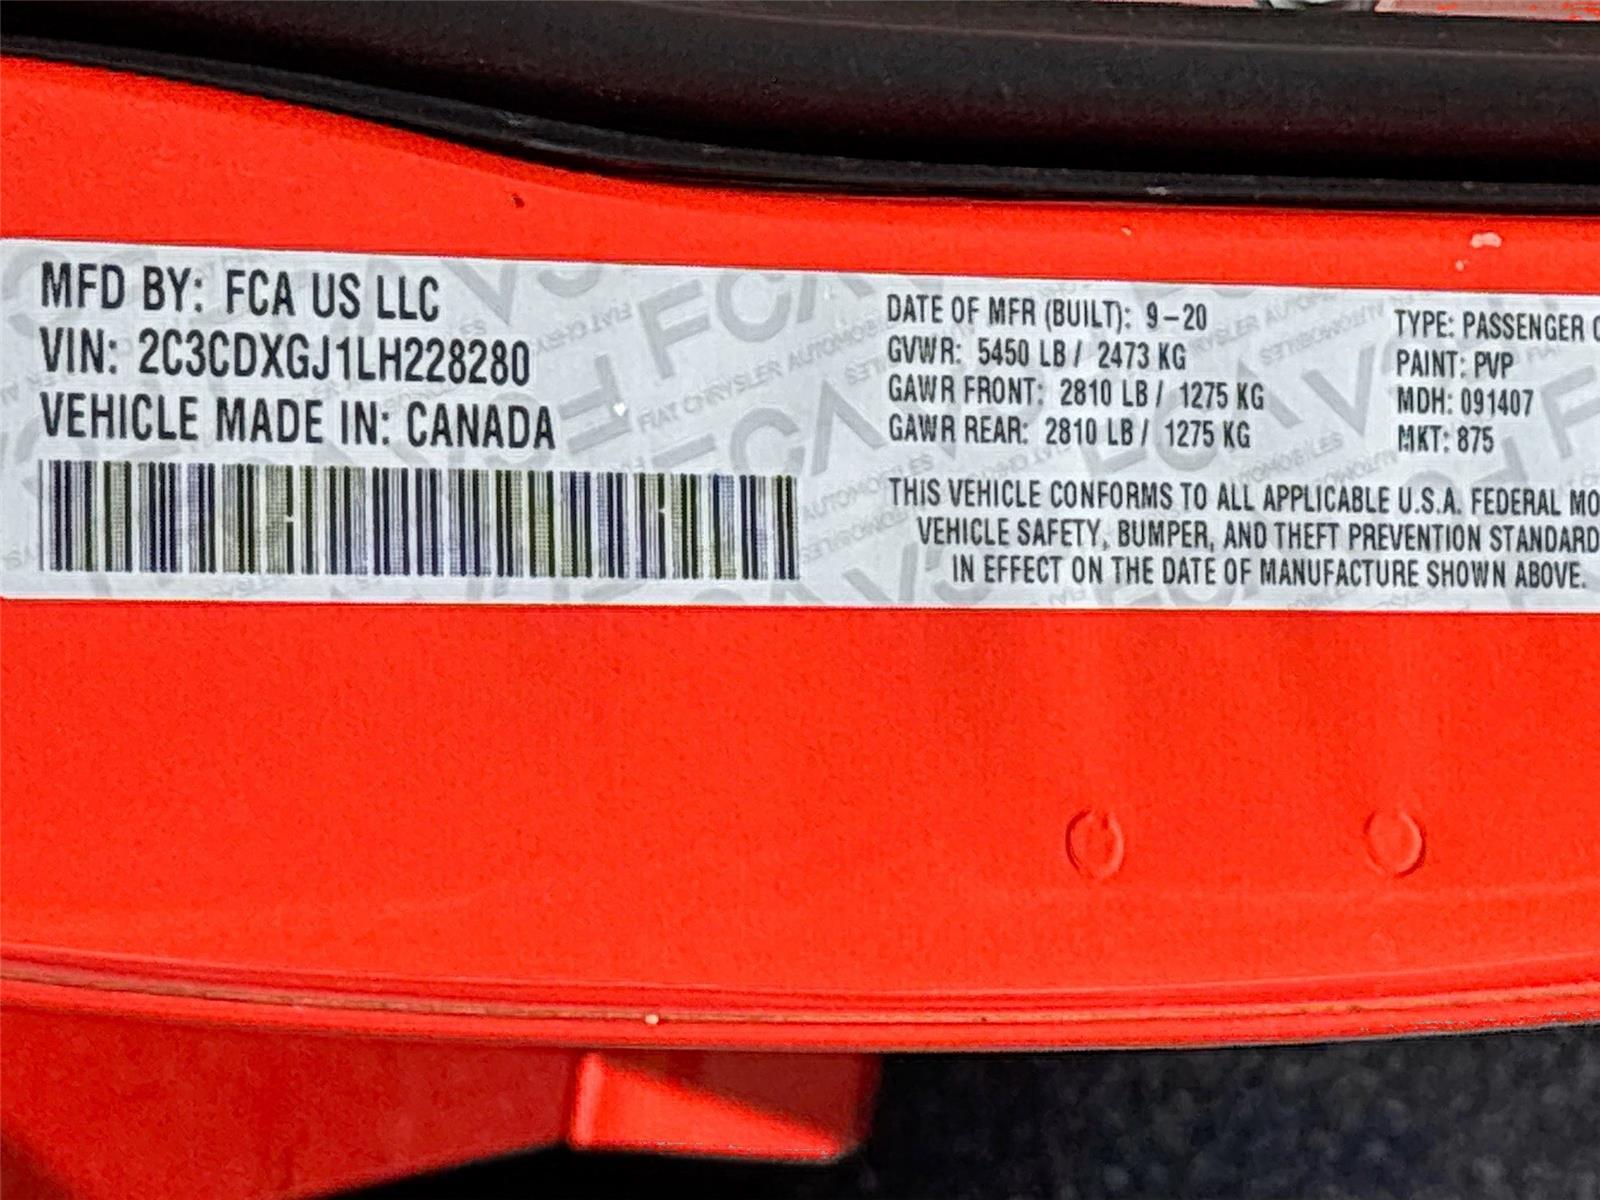 MFD BY: FCA US LLC
VIN: 2C3CDXGJ1LH228280
VEHICLE MADE IN: CANADA
DATE OF MFR (BUILT): 9-20
GVWR: 5450 LB / 2473 KG
GAWR FRONT: 2810 LB / 1275 KG
GAWR REAR: 2810 LB / 1275 KG
TYPE: PASSENGER C
PAINT: PVP
MDH: 091407
MKT: 875
THIS VEHICLE CONFORMS TO ALL APPLICABLE U.S.A. FEDERAL MO
VEHICLE SAFETY, BUMPER, AND THEFT PREVENTION STANDARD
IN EFFECT ON THE DATE OF MANUFACTURE SHOWN ABOVE.